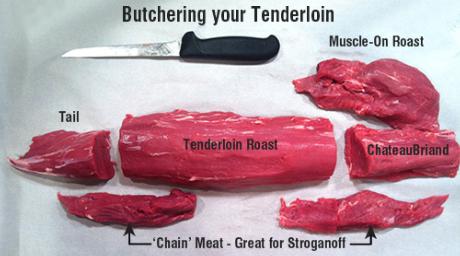 Butchering your Tenderloin
Muscle-On Roast
Tail
Tenderloin Roast
ChateauBriand
‘Chain’ Meat - Great for Stroganoff